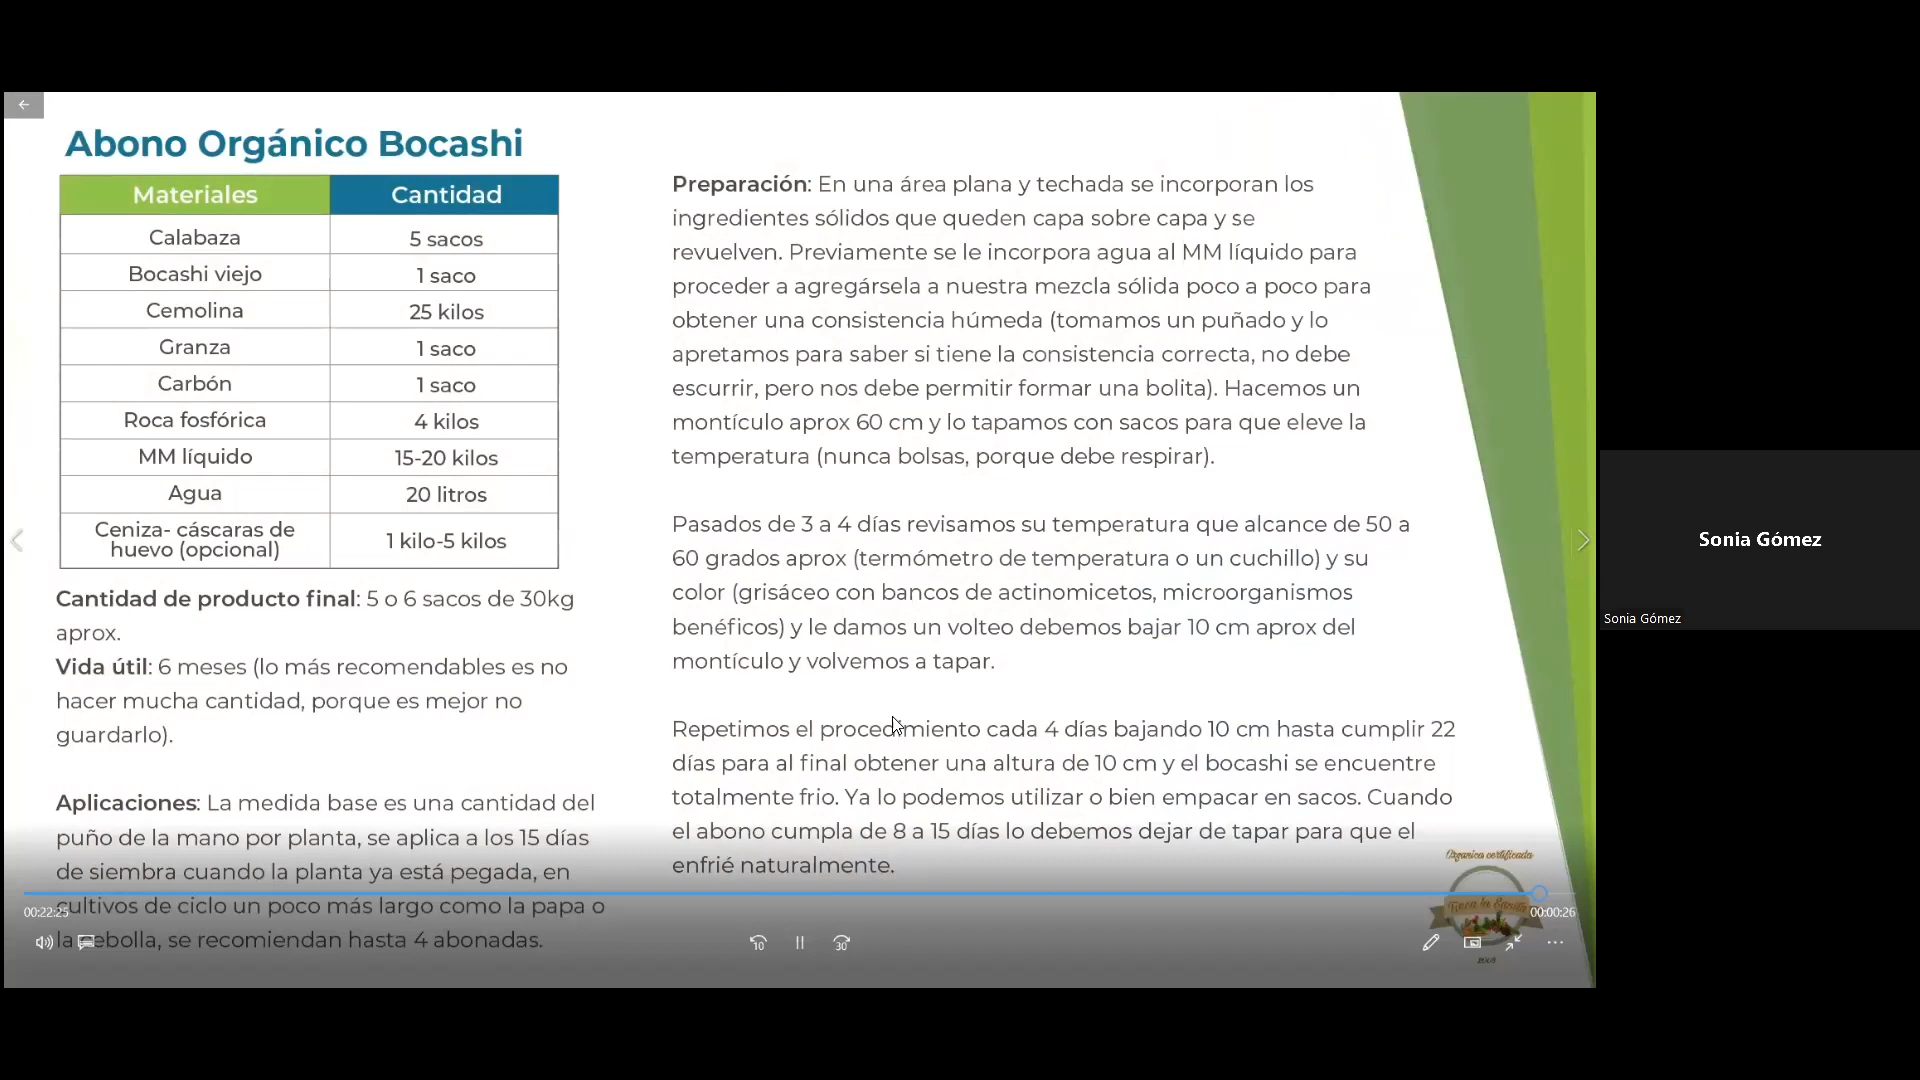 Abono Orgánico Bocashi
Materiales Cantidad
Calabaza 5 sacos
Bocashi viejo 1 saco
Cemolina 25 kilos
Granza 1 saco
Carbón 1 saco
Roca fosfórica 4 kilos
MM líquido 15-20 kilos
Agua 20 litros
Ceniza- cáscaras de
huevo (opcional) 1 kilo-5 kilos
Cantidad de producto final: 5 o 6 sacos de 30kg
aprox.
Vida útil: 6 meses (lo más recomendables es no
hacer mucha cantidad, porque es mejor no
guardarlo).
Aplicaciones: La medida base es una cantidad del
puño de la mano por planta, se aplica a los 15 días
de siembra cuando la planta ya está pegada, en
cultivos de ciclo un poco más largo como la papa o
la cebolla, se recomiendan hasta 4 abonadas.
Preparación: En una área plana y techada se incorporan los
ingredientes sólidos que queden capa sobre capa y se
revuelven. Previamente se le incorpora agua al MM líquido para
proceder a agregársela a nuestra mezcla sólida poco a poco para
obtener una consistencia húmeda (tomamos un puñado y lo
apretamos para saber si tiene la consistencia correcta, no debe
escurrir, pero nos debe permitir formar una bolita). Hacemos un
montículo aprox 60 cm y lo tapamos con sacos para que eleve la
temperatura (nunca bolsas, porque debe respirar).
Pasados de 3 a 4 días revisamos su temperatura que alcance de 50 a
60 grados aprox (termómetro de temperatura o un cuchillo) y su
color (grisáceo con bancos de actinomicetos, microorganismos
benéficos) y le damos un volteo debemos bajar 10 cm aprox del
montículo y volvemos a tapar.
Repetimos el procedimiento cada 4 días bajando 10 cm hasta cumplir 22
días para al final obtener una altura de 10 cm y el bocashi se encuentre
totalmente frio. Ya lo podemos utilizar o bien empacar en sacos. Cuando
el abono cumpla de 8 a 15 días lo debemos dejar de tapar para que el
enfrié naturalmente.
Organica certificada
00:22:25
00:00:26
10
30
Sonia Gómez
Sonia Gómez